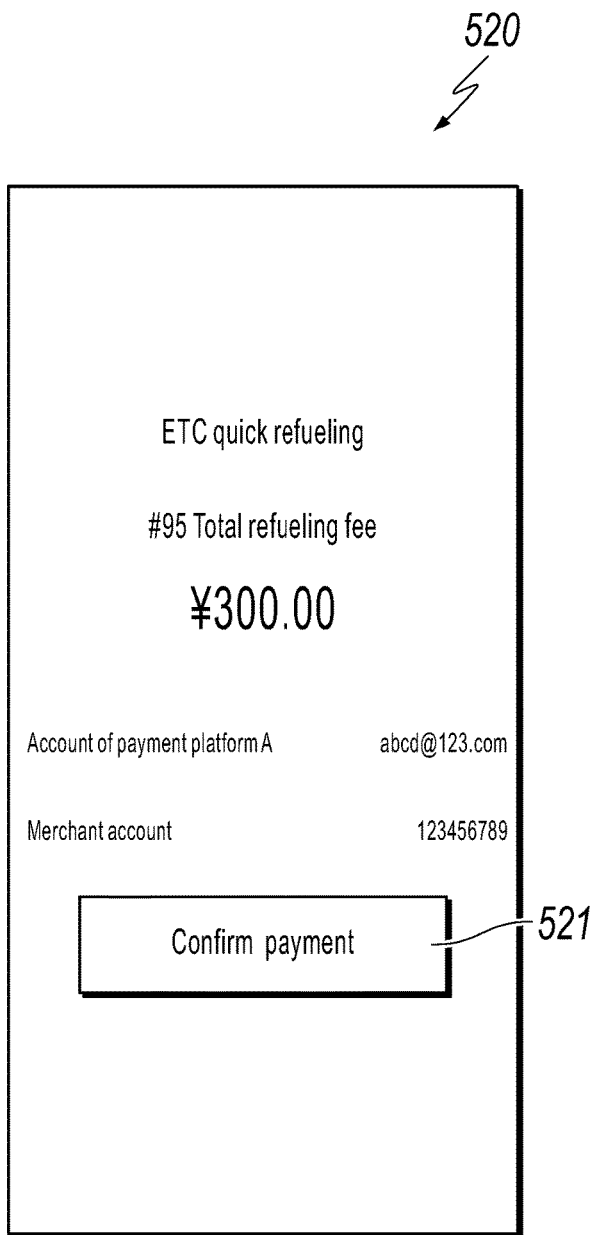 520
ETC quick refueling
#95 Total refueling fee
¥300.00
Account of payment platform A abcd@123.com
Merchant account 123456789
Confirm payment
521